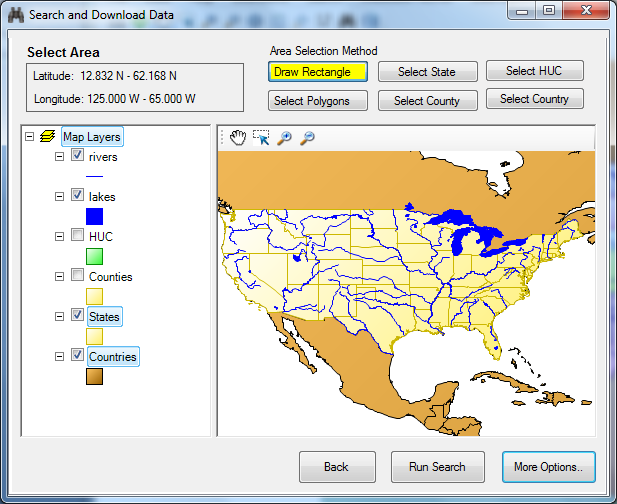 Search and Download Data
Select Area
Latitude: 12.832 N - 62.168 N
Longitude: 125.000 W - 65.000 W
Area Selection Method
Draw Rectangle
Select State
Select HUC
Select Polygons
Select County
Select Country
Map Layers
rivers
lakes
HUC
Counties
States
Countries
Back
Run Search
More Options..